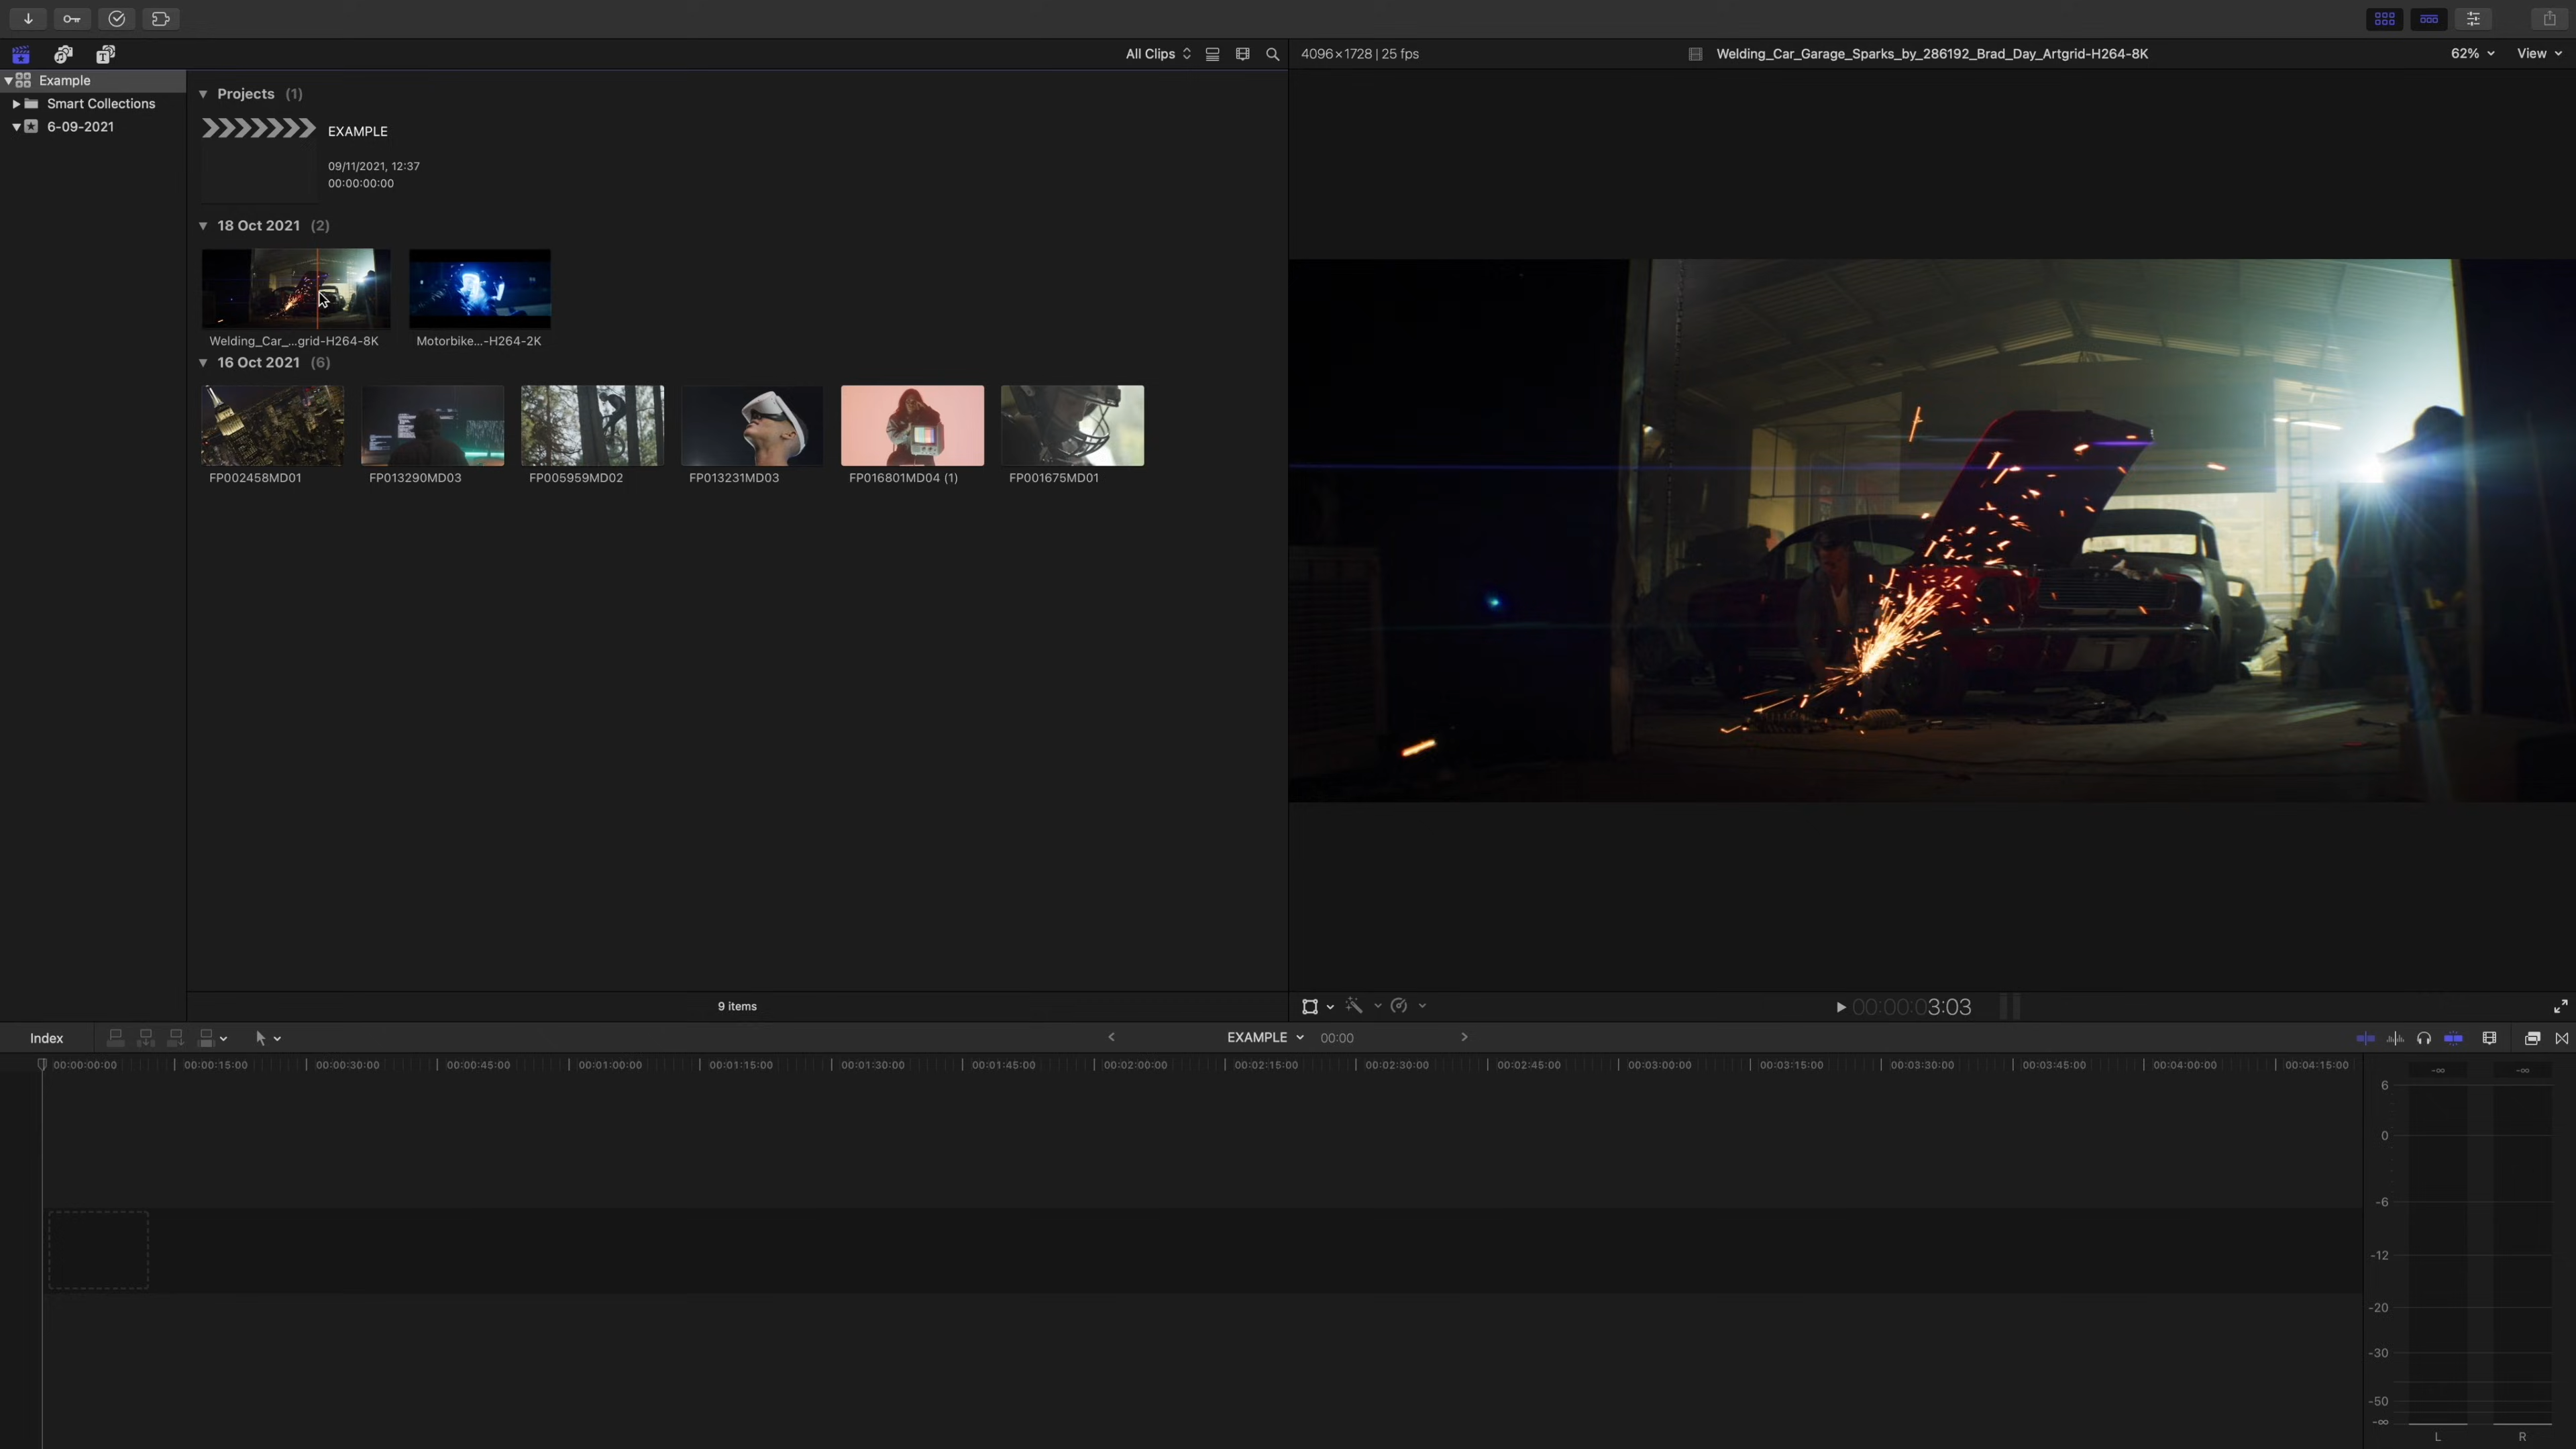 All Clips
4096 × 1728 | 25 fps
Welding_Car_Garage_Sparks_by_286192_Brad_Day_Artgrid-H264-8K
62%
View
Example
Smart Collections
6-09-2021
Projects (1)
EXAMPLE
09/11/2021, 12:37
00:00:00:00
18 Oct 2021 (2)
Welding_Car_...grid-H264-8K
Motorbike...-H264-2K
16 Oct 2021 (6)
FP002458MD01
FP013290MD03
FP005959MD02
FP013231MD03
FP016801MD04 (1)
FP001675MD01
9 items
00:00:03:03
Index
EXAMPLE
00:00
00:00:00:00
00:00:15:00
00:00:30:00
00:00:45:00
00:01:00:00
00:01:15:00
00:01:30:00
00:01:45:00
00:02:00:00
00:02:15:00
00:02:30:00
00:02:45:00
00:03:00:00
00:03:15:00
00:03:30:00
00:03:45:00
00:04:00:00
00:04:15:00
-∞
-∞
6
0
-6
-12
-20
-30
-50
-∞
L
R